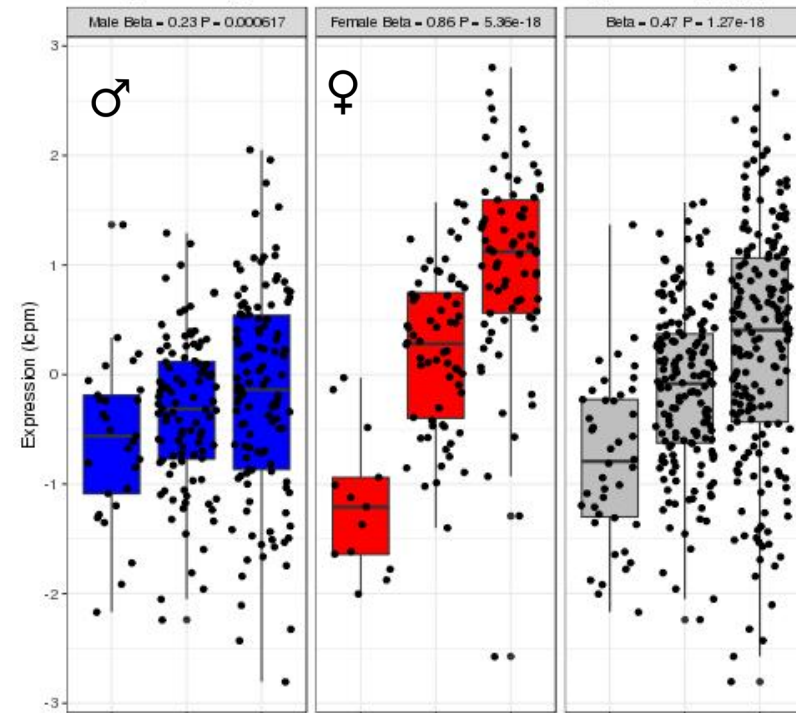 Male Beta = 0.23 P = 0.000617
Female Beta = 0.86 P = 5.36e-18
Beta = 0.47 P = 1.27e-18
♂
♀
Expression (lcpm)
3
2
1
0
-1
-2
-3